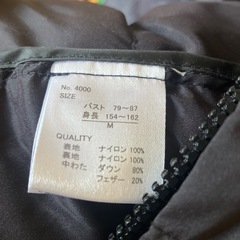 No. 4000
SIZE
バスト 79～87
身長 154～162
M
QUALITY
表地 ナイロン 100%
裏地 ナイロン 100%
中わた ダウン 80%
フェザー 20%